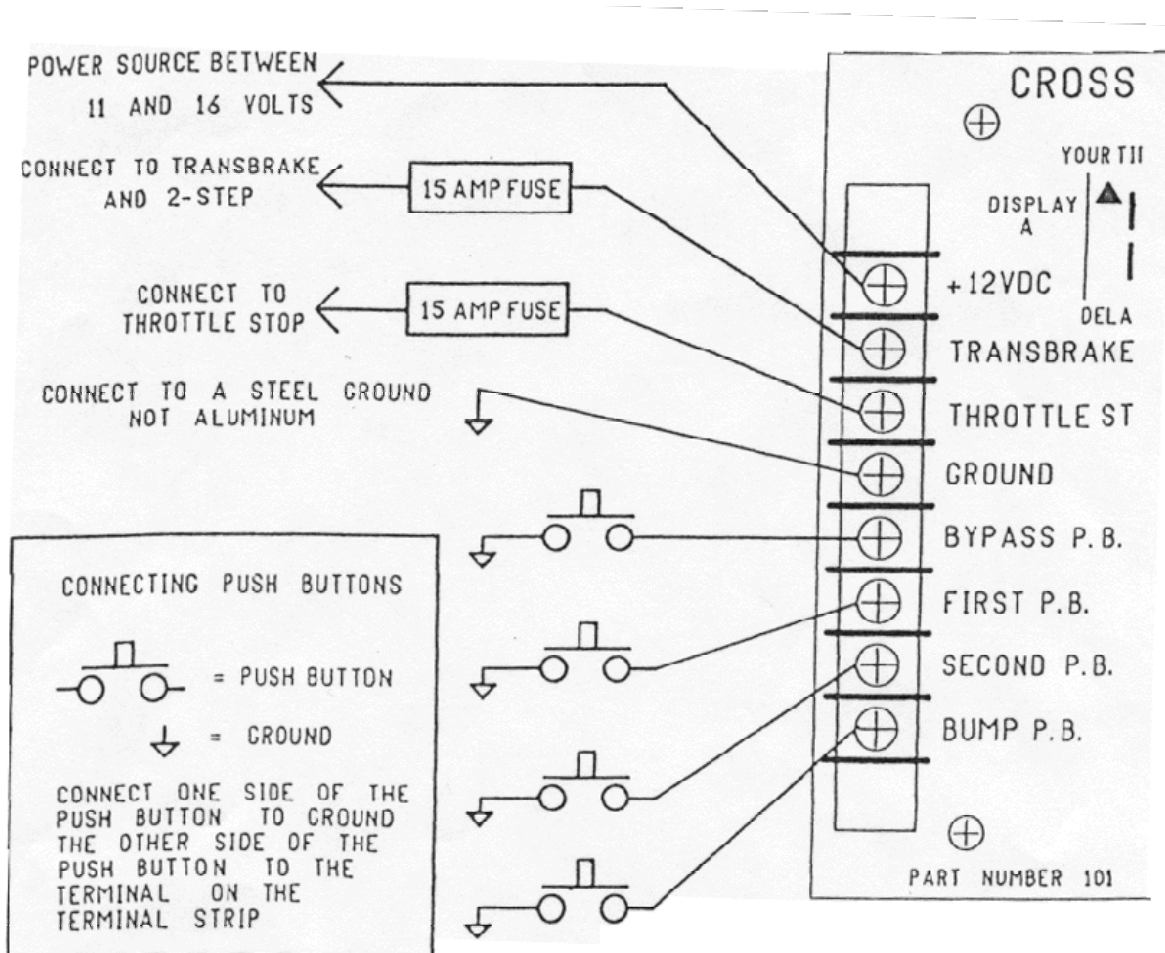 POWER SOURCE BETWEEN
11 AND 16 VOLTS
CONNECT TO TRANSBRAKE
AND 2-STEP
15 AMP FUSE
CONNECT TO
THROTTLE STOP
15 AMP FUSE
CONNECT TO A STEEL GROUND
NOT ALUMINUM
CONNECTING PUSH BUTTONS
= PUSH BUTTON
= GROUND
CONNECT ONE SIDE OF THE
PUSH BUTTON TO GROUND
THE OTHER SIDE OF THE
PUSH BUTTON TO THE
TERMINAL ON THE
TERMINAL STRIP
CROSS
YOUR TII
DISPLAY
A
DELA
+12VDC
TRANSBRAKE
THROTTLE ST
GROUND
BYPASS P.B.
FIRST P.B.
SECOND P.B.
BUMP P.B.
PART NUMBER 101